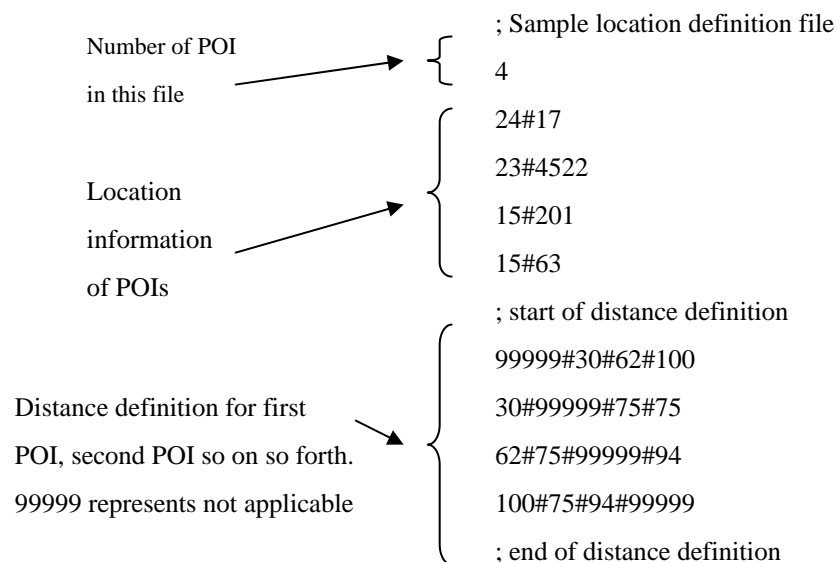 Number of POI
in this file
; Sample location definition file
4
Location
information
of POIs
24#17
23#4522
15#201
15#63
Distance definition for first
POI, second POI so on so forth.
99999 represents not applicable
; start of distance definition
99999#30#62#100
30#99999#75#75
62#75#99999#94
100#75#94#99999
; end of distance definition